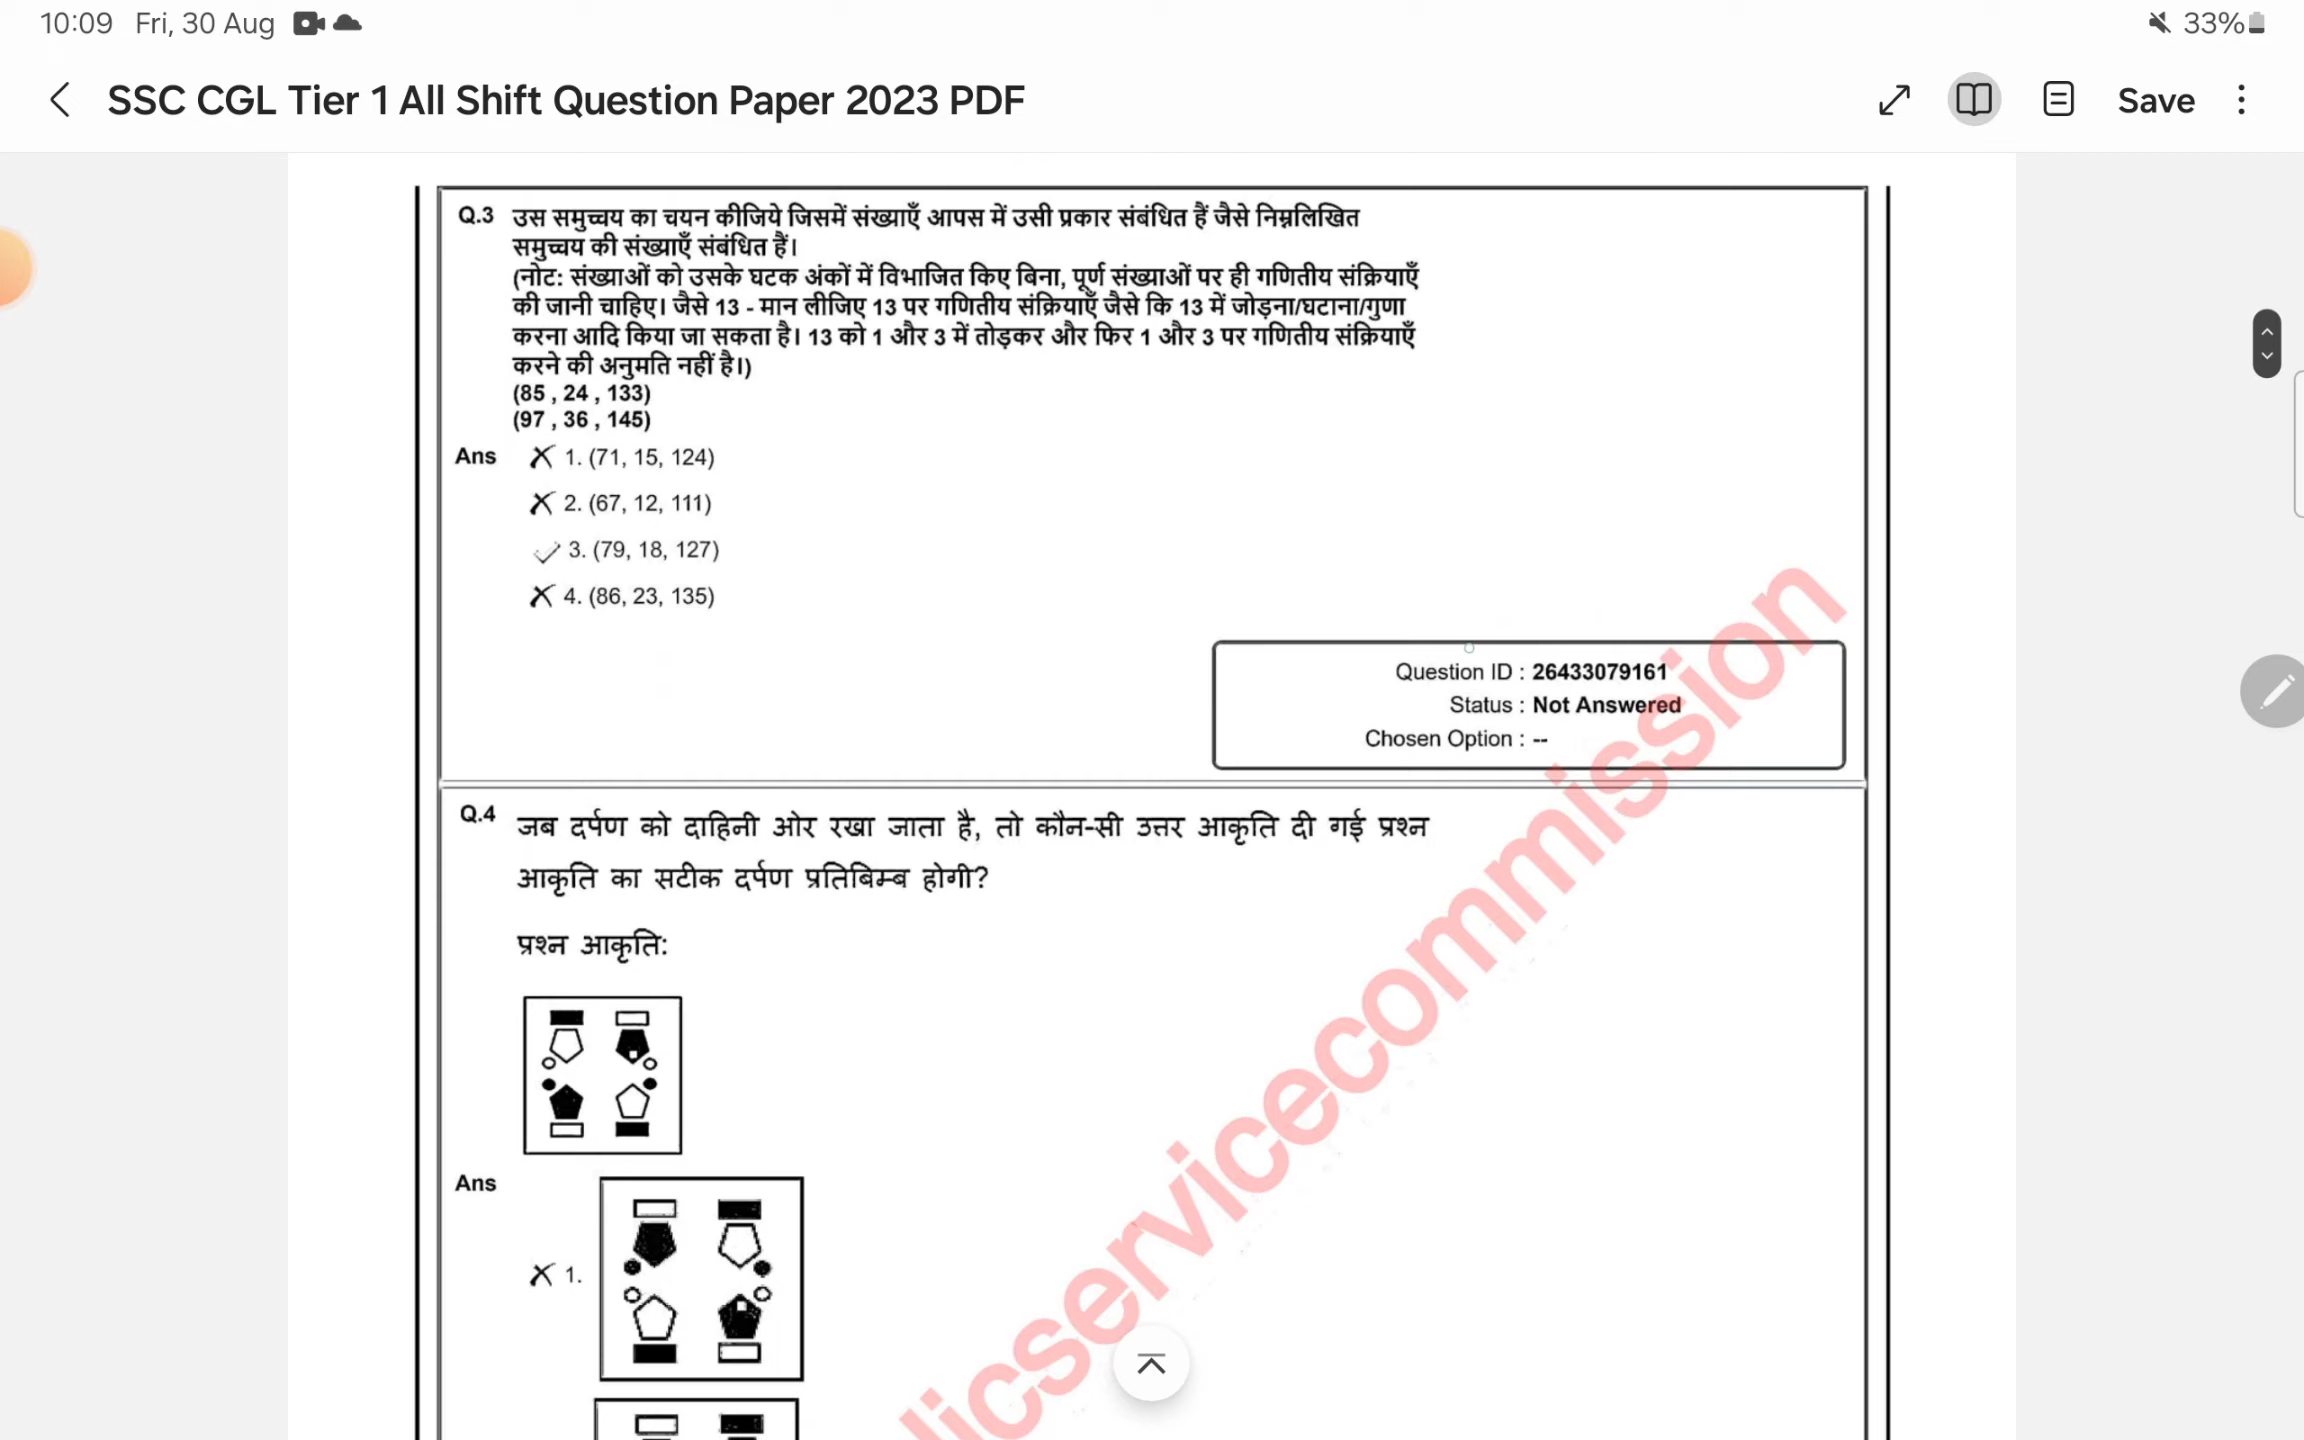 10:09 Fri, 30 Aug
33%
SSC CGL Tier 1 All Shift Question Paper 2023 PDF
Save
Q.3 उस समुच्चय का चयन कीजिये जिसमें संख्याएँ आपस में उसी प्रकार संबंधित हैं जैसे निम्नलिखित
समुच्चय की संख्याएँ संबंधित हैं।
(नोट: संख्याओं को उसके घटक अंकों में विभाजित किए बिना, पूर्ण संख्याओं पर ही गणितीय संक्रियाएँ
की जानी चाहिए। जैसे 13 - मान लीजिए 13 पर गणितीय संक्रियाएँ जैसे कि 13 में जोड़ना/घटाना/गुणा
करना आदि किया जा सकता है। 13 को 1 और 3 में तोड़कर और फिर 1 और 3 पर गणितीय संक्रियाएँ
करने की अनुमति नहीं है।)
(85 , 24 , 133)
(97 , 36 , 145)
Ans 1. (71, 15, 124)
2. (67, 12, 111)
3. (79, 18, 127)
4. (86, 23, 135)
Question ID : 26433079161
Status : Not Answered
Chosen Option : --
Q.4 जब दर्पण को दाहिनी ओर रखा जाता है, तो कौन-सी उत्तर आकृति दी गई प्रश्न
आकृति का सटीक दर्पण प्रतिबिम्ब होगी?
प्रश्न आकृति:
Ans
1.
licservicecommission